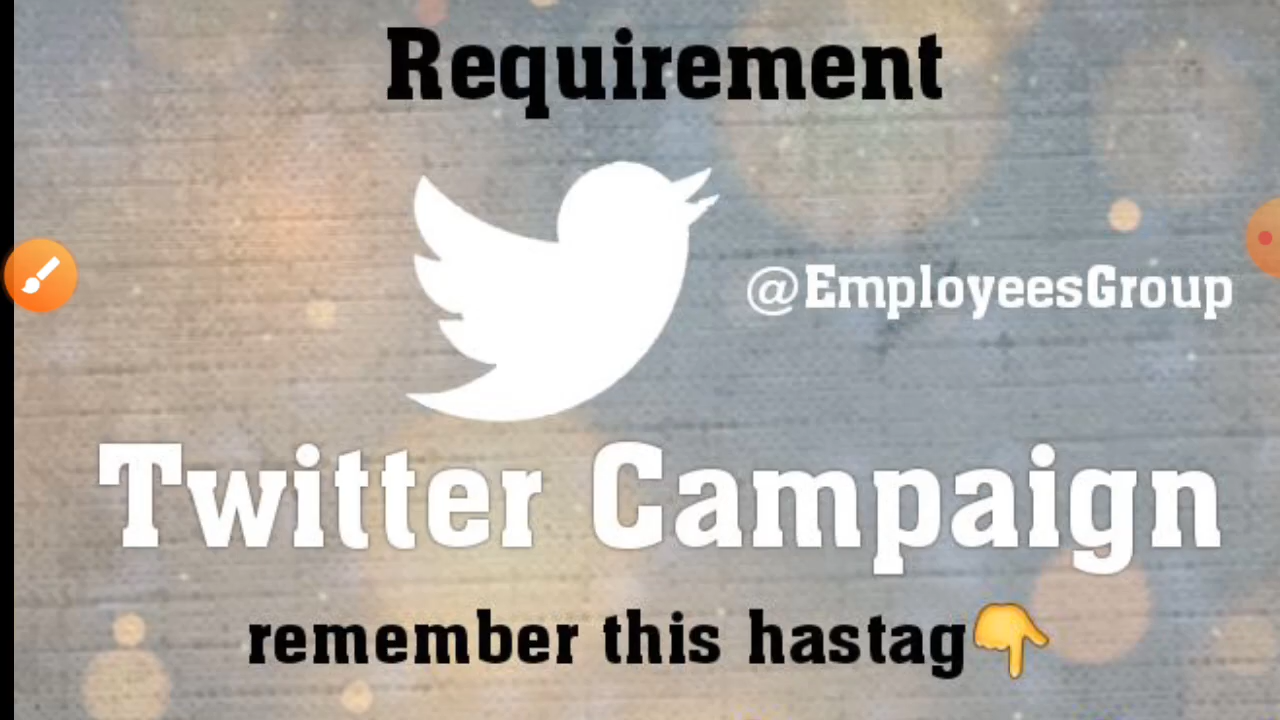 Requirement
@EmployeesGroup
Twitter Campaign
remember this hastag👇